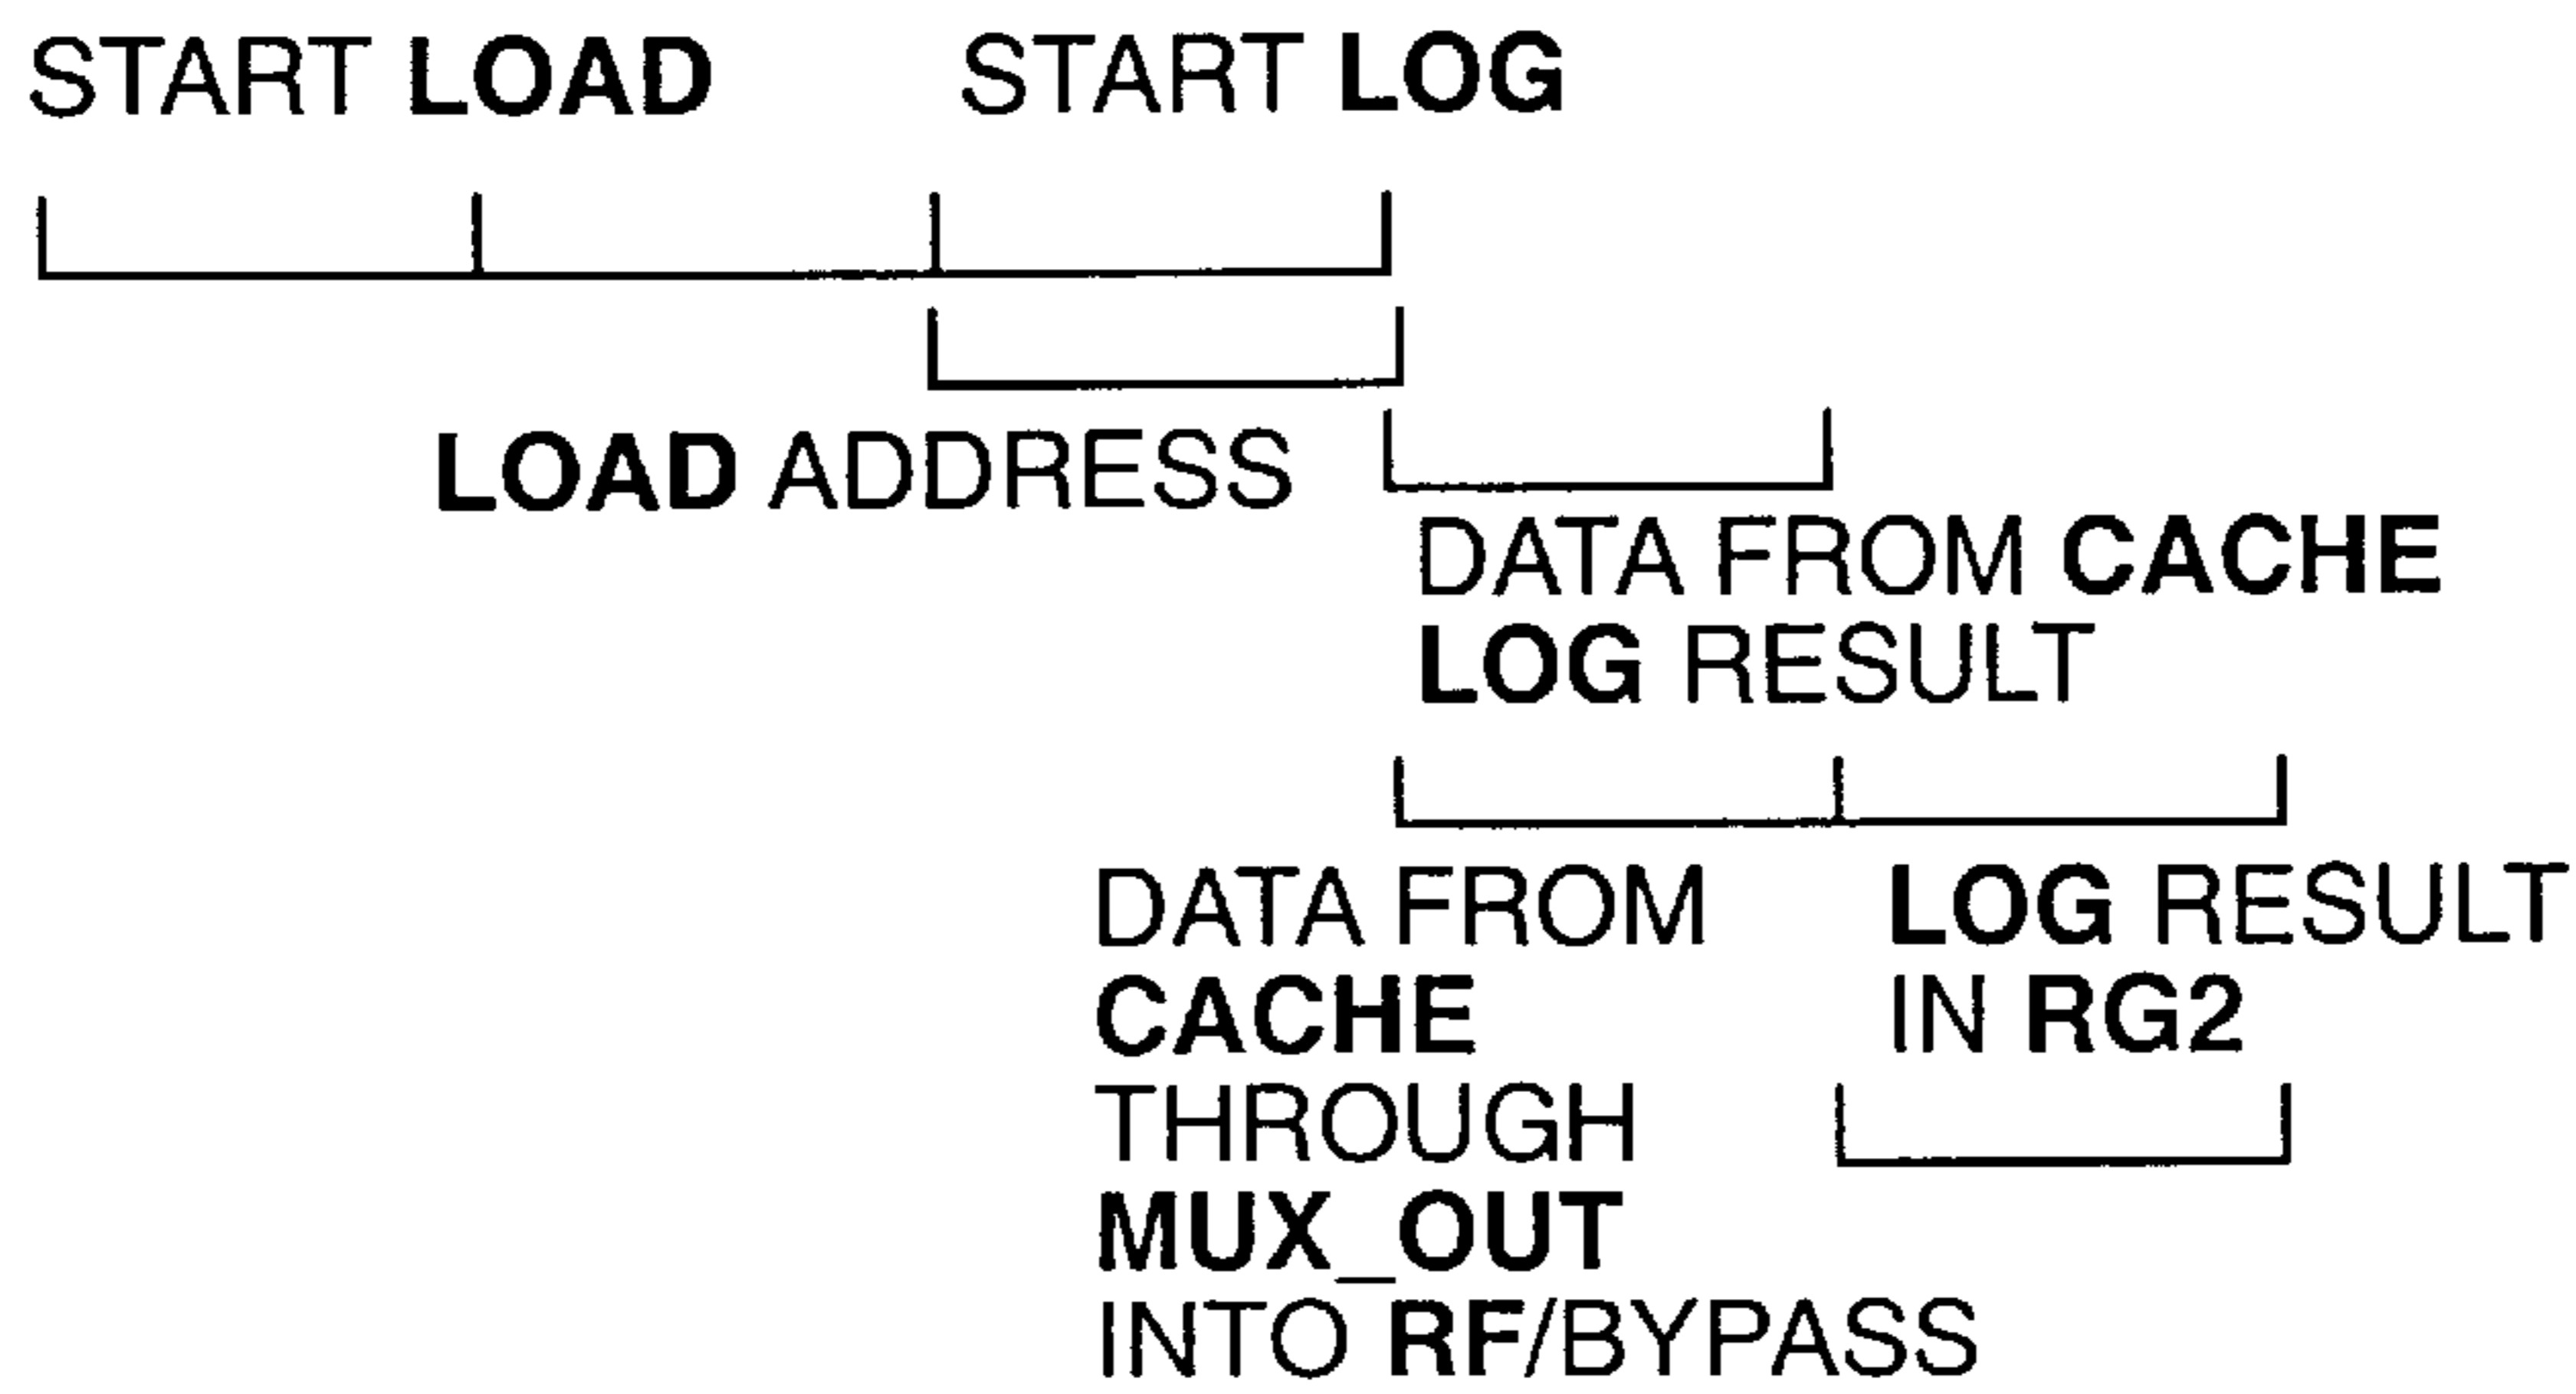 START LOAD
START LOG
LOAD ADDRESS
DATA FROM CACHE
LOG RESULT
DATA FROM
CACHE
THROUGH
MUX_OUT
INTO RF/BYPASS
LOG RESULT
IN RG2